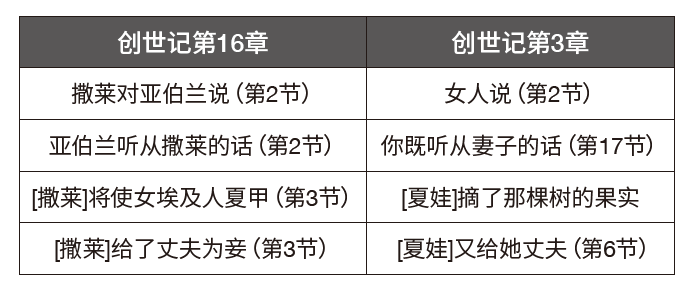 创世记第16章 创世记第3章
撒莱对亚伯兰说（第2节） 女人说（第2节）
亚伯兰听从撒莱的话（第2节） 你既听从妻子的话（第17节）
[撒莱]将使女埃及人夏甲（第3节） [夏娃]摘了那棵树的果实
[撒莱]给了丈夫为妾（第3节） [夏娃]又给她丈夫（第6节）